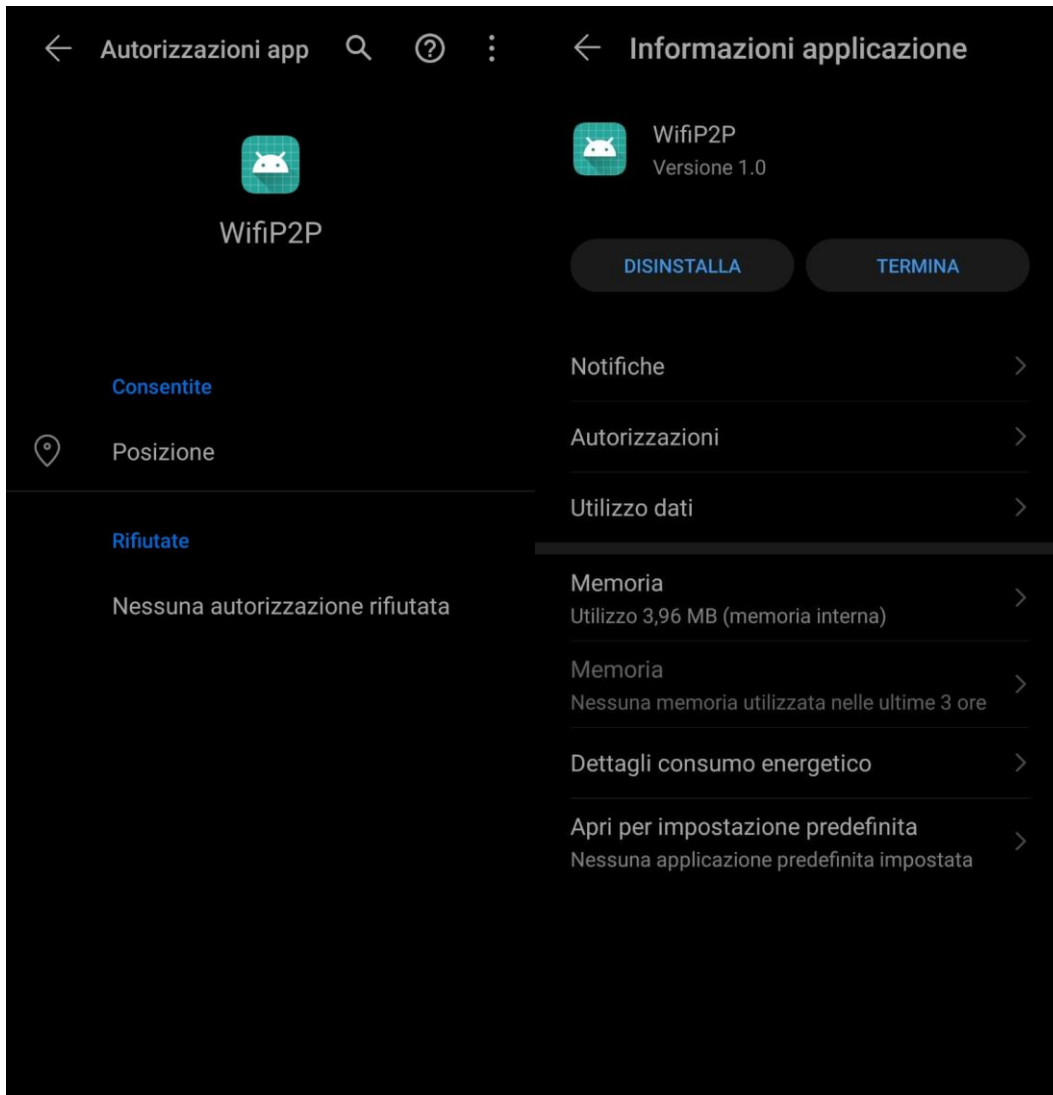 Autorizzazioni app
WifiP2P
Consentite
Posizione
Rifiutate
Nessuna autorizzazione rifiutata
Informazioni applicazione
WifiP2P
Versione 1.0
DISINSTALLA
TERMINA
Notifiche
Autorizzazioni
Utilizzo dati
Memoria
Utilizzo 3,96 MB (memoria interna)
Memoria
Nessuna memoria utilizzata nelle ultime 3 ore
Dettagli consumo energetico
Apri per impostazione predefinita
Nessuna applicazione predefinita impostata